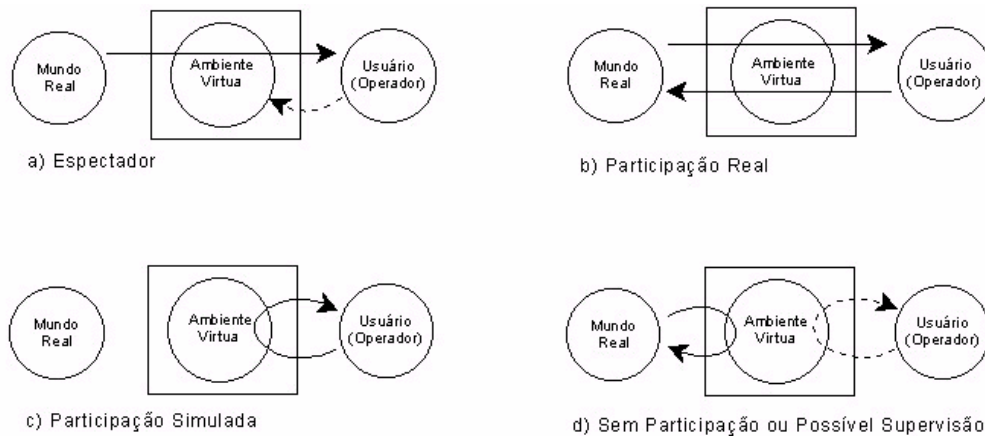 Mundo
Real
Ambiente
Virtua
Usuário
(Operador)
a) Espectador
Mundo
Real
Ambiente
Virtua
Usuário
(Operador)
b) Participação Real
Mundo
Real
Ambiente
Virtua
Usuário
(Operador)
c) Participação Simulada
Mundo
Real
Ambiente
Virtua
Usuário
(Operador)
d) Sem Participação ou Possível Supervisão